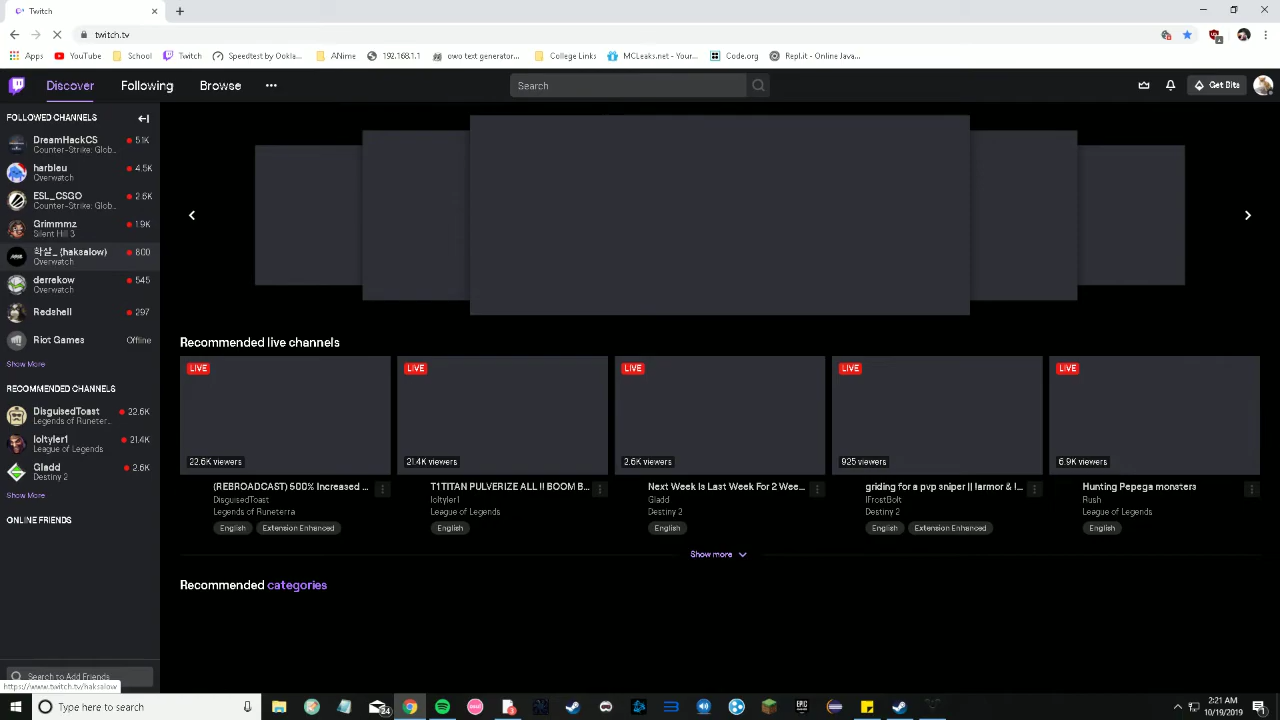 Twitch
twitch.tv
Apps
YouTube
School
Twitch
Speedtest by Ookla...
ANime
192.168.1.1
owo text generator...
College Links
MCLeaks.net - Your...
Code.org
Repl.it - Online Java...
Discover
Following
Browse
Search
Get Bits
FOLLOWED CHANNELS
DreamHackCS
5.1K
Counter-Strike: Glob...
harbleu
4.5K
Overwatch
ESL_CSGO
2.6K
Counter-Strike: Glob...
Grimmmz
1.9K
Silent Hill 3
학살_ (haksalow)
600
Overwatch
derrekow
545
Overwatch
Redshell
297
Riot Games
Offline
Show More
RECOMMENDED CHANNELS
DisguisedToast
22.6K
Legends of Runeter...
loltyler1
21.4K
League of Legends
Gladd
2.6K
Destiny 2
Show More
ONLINE FRIENDS
Search to Add Friends
https://www.twitch.tv/haksalow
Recommended live channels
LIVE
22.6K viewers
(REBROADCAST) 500% Increased ...
DisguisedToast
Legends of Runeterra
English
Extension Enhanced
LIVE
21.4K viewers
T1TITAN PULVERIZE ALL !! BOOM B...
loltyler1
League of Legends
English
LIVE
2.6K viewers
Next Week Is Last Week For 2 Wee...
Gladd
Destiny 2
English
LIVE
925 viewers
griding for a pvp sniper || !armor & !...
IFrostBolt
Destiny 2
English
Extension Enhanced
LIVE
6.9K viewers
Hunting Pepega monsters
Rush
League of Legends
English
Show more
Recommended categories
Type here to search
24
EPIC
2:21 AM
10/19/2019
1